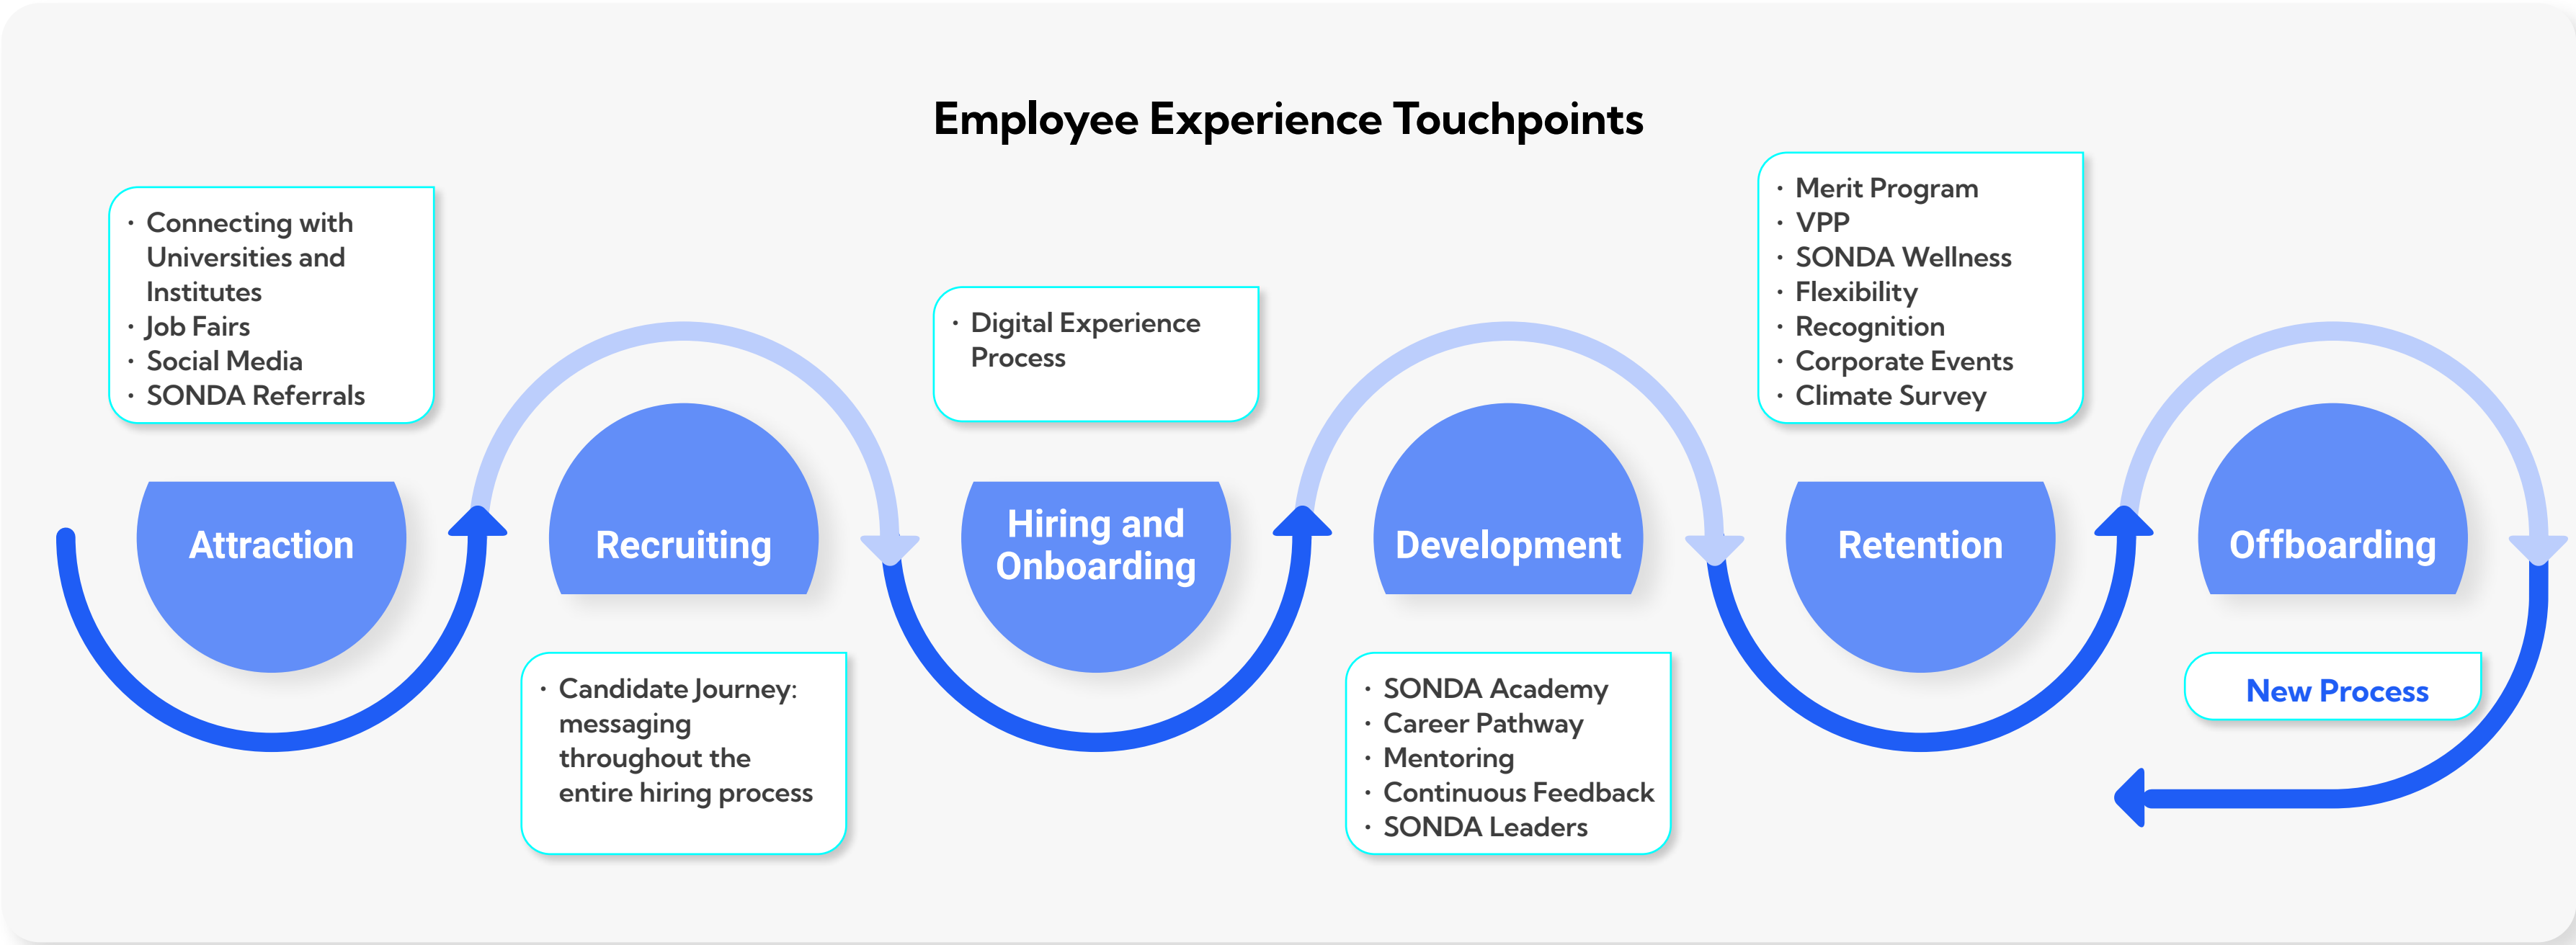 Employee Experience Touchpoints
· Connecting with
Universities and
Institutes
· Job Fairs
· Social Media
· SONDA Referrals
Attraction
Recruiting
· Candidate Journey:
messaging
throughout the
entire hiring process
· Digital Experience
Process
Hiring and
Onboarding
Development
· SONDA Academy
· Career Pathway
· Mentoring
· Continuous Feedback
· SONDA Leaders
· Merit Program
· VPP
· SONDA Wellness
· Flexibility
· Recognition
· Corporate Events
· Climate Survey
Retention
Offboarding
New Process